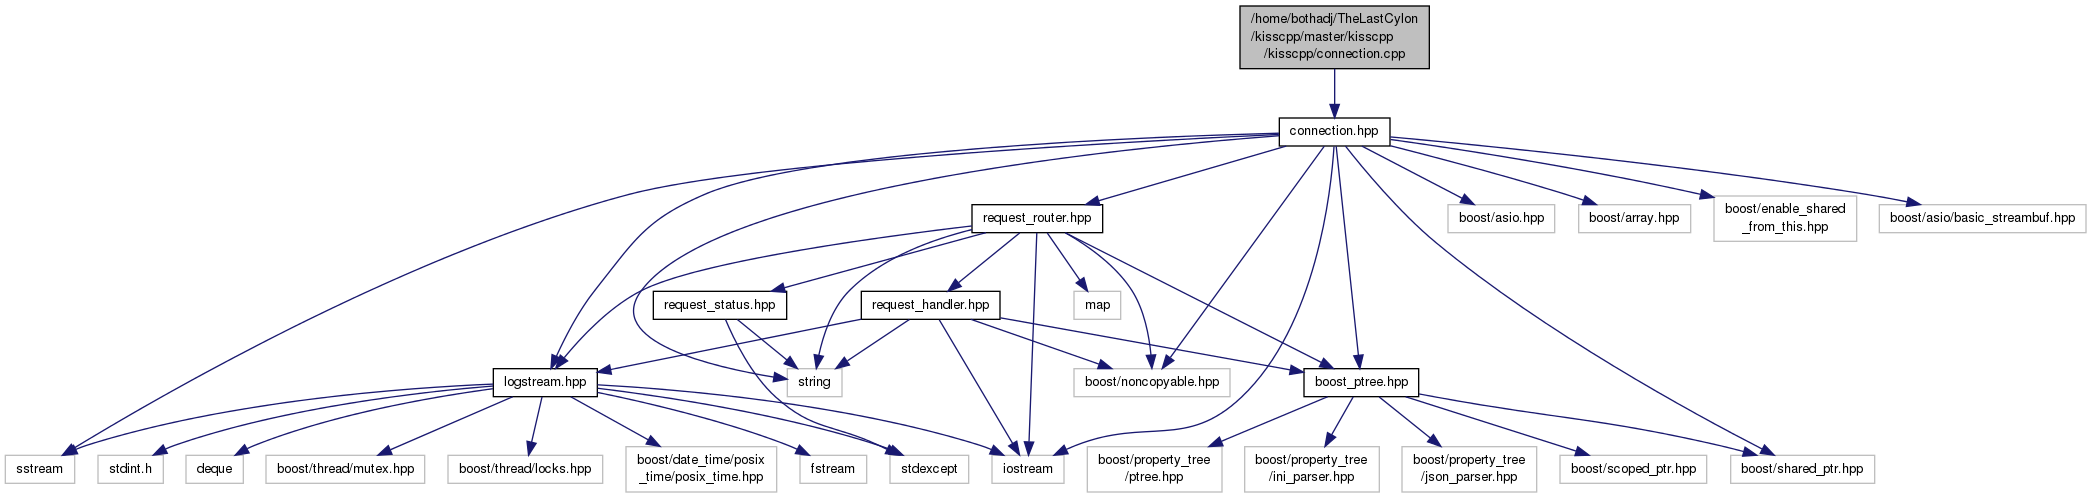 /home/bothadj/TheLastCylon
/kisscpp/master/kisscpp
/kisscpp/connection.cpp
connection.hpp
request_router.hpp
boost/asio.hpp
boost/array.hpp
boost/enable_shared
_from_this.hpp
boost/asio/basic_streambuf.hpp
request_status.hpp
request_handler.hpp
map
logstream.hpp
string
boost/noncopyable.hpp
boost_ptree.hpp
sstream
stdint.h
deque
boost/thread/mutex.hpp
boost/thread/locks.hpp
boost/date_time/posix
_time/posix_time.hpp
fstream
stdexcept
iostream
boost/property_tree
/ptree.hpp
boost/property_tree
/ini_parser.hpp
boost/property_tree
/json_parser.hpp
boost/scoped_ptr.hpp
boost/shared_ptr.hpp